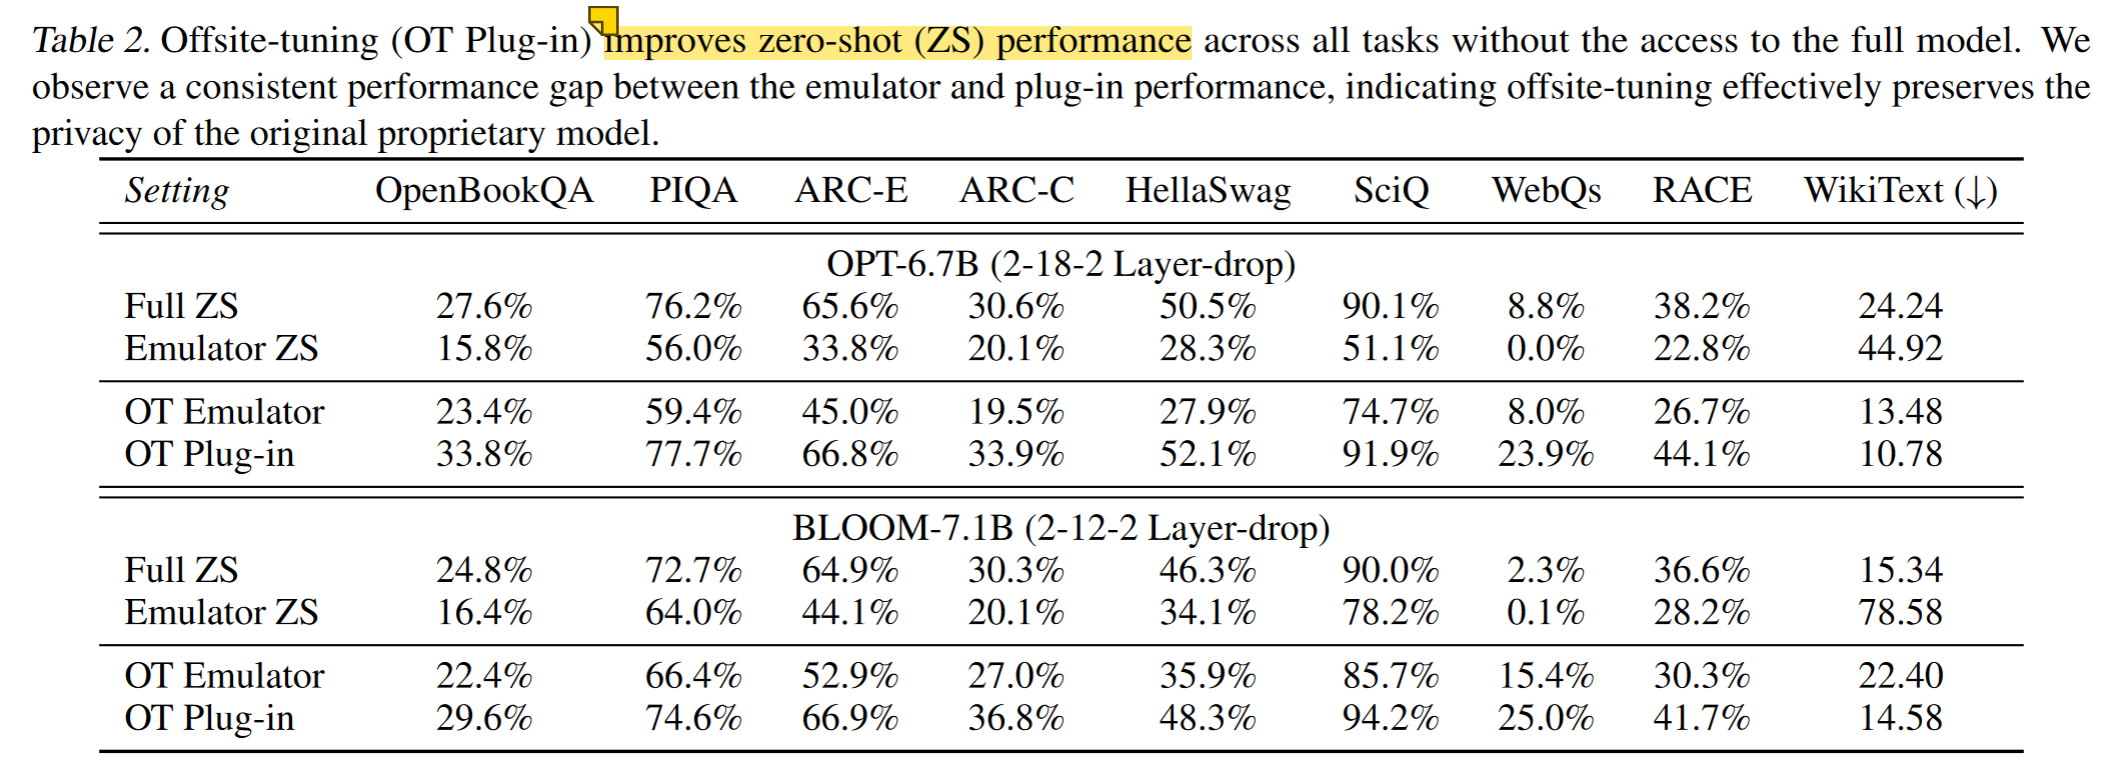 Table 2. Offsite-tuning (OT Plug-in) improves zero-shot (ZS) performance across all tasks without the access to the full model. We
observe a consistent performance gap between the emulator and plug-in performance, indicating offsite-tuning effectively preserves the
privacy of the original proprietary model.
Setting OpenBookQA PIQA ARC-E ARC-C HellaSwag SciQ WebQs RACE WikiText (↓)
OPT-6.7B (2-18-2 Layer-drop)
Full ZS 27.6% 76.2% 65.6% 30.6% 50.5% 90.1% 8.8% 38.2% 24.24
Emulator ZS 15.8% 56.0% 33.8% 20.1% 28.3% 51.1% 0.0% 22.8% 44.92
OT Emulator 23.4% 59.4% 45.0% 19.5% 27.9% 74.7% 8.0% 26.7% 13.48
OT Plug-in 33.8% 77.7% 66.8% 33.9% 52.1% 91.9% 23.9% 44.1% 10.78
BLOOM-7.1B (2-12-2 Layer-drop)
Full ZS 24.8% 72.7% 64.9% 30.3% 46.3% 90.0% 2.3% 36.6% 15.34
Emulator ZS 16.4% 64.0% 44.1% 20.1% 34.1% 78.2% 0.1% 28.2% 78.58
OT Emulator 22.4% 66.4% 52.9% 27.0% 35.9% 85.7% 15.4% 30.3% 22.40
OT Plug-in 29.6% 74.6% 66.9% 36.8% 48.3% 94.2% 25.0% 41.7% 14.58